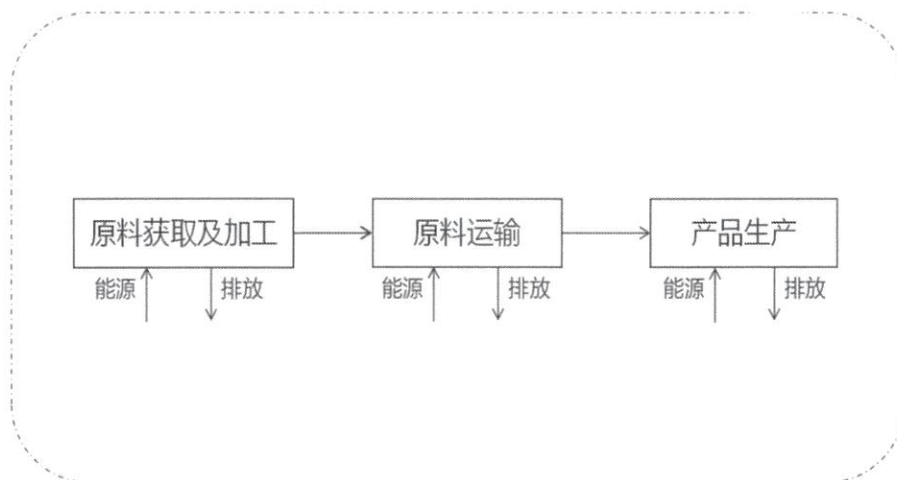 原料获取及加工
原料运输
产品生产
能源
排放
能源
排放
能源
排放